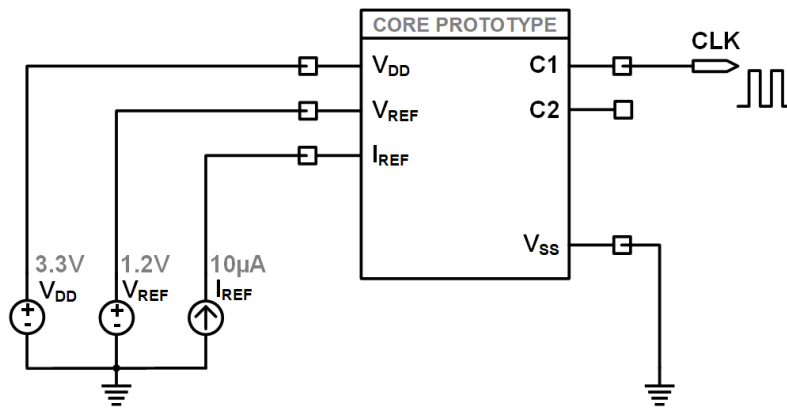 CORE PROTOTYPE
VDD
VREF
IREF
C1
C2
VSS
CLK
3.3V
VDD
1.2V
VREF
10µA
IREF